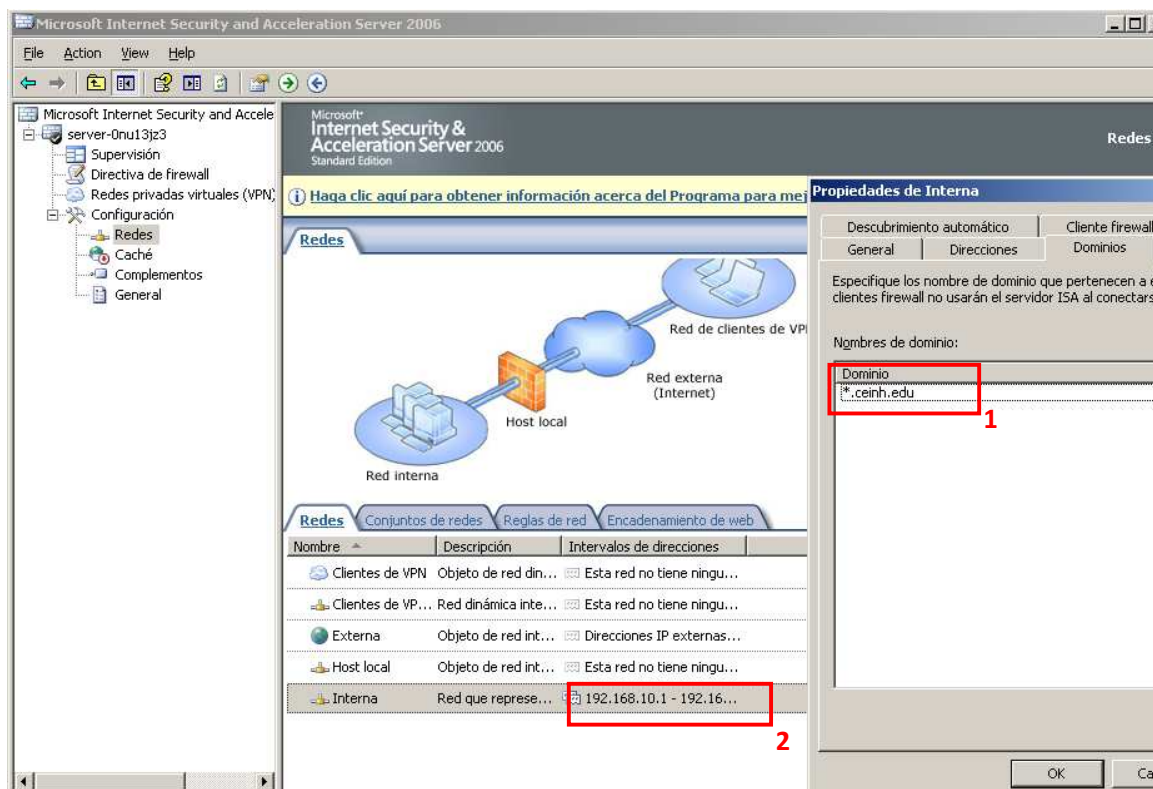 Microsoft Internet Security and Acceleration Server 2006
File Action View Help
Microsoft Internet Security and Accele
server-0nu13jz3
Supervisión
Directiva de firewall
Redes privadas virtuales (VPN)
Configuración
Redes
Caché
Complementos
General
Microsoft
Internet Security &
Acceleration Server 2006
Standard Edition
Redes
Haga clic aquí para obtener información acerca del Programa para mej
Redes
Red de clientes de VP
Red externa
(Internet)
Host local
Red interna
Redes Conjuntos de redes Reglas de red Encadenamiento de web
Nombre Descripción Intervalos de direcciones
Clientes de VPN Objeto de red din... Esta red no tiene ningu...
Clientes de VP... Red dinámica inte... Esta red no tiene ningu...
Externa Objeto de red int... Direcciones IP externas...
Host local Objeto de red int... Esta red no tiene ningu...
Interna Red que represe... 192.168.10.1 - 192.16...
2
Propiedades de Interna
Descubrimiento automático Cliente firewall
General Direcciones Dominios
Especifique los nombre de dominio que pertenecen a e
clientes firewall no usarán el servidor ISA al conectars
Nombres de dominio:
Dominio
*.ceinh.edu
1
OK Ca